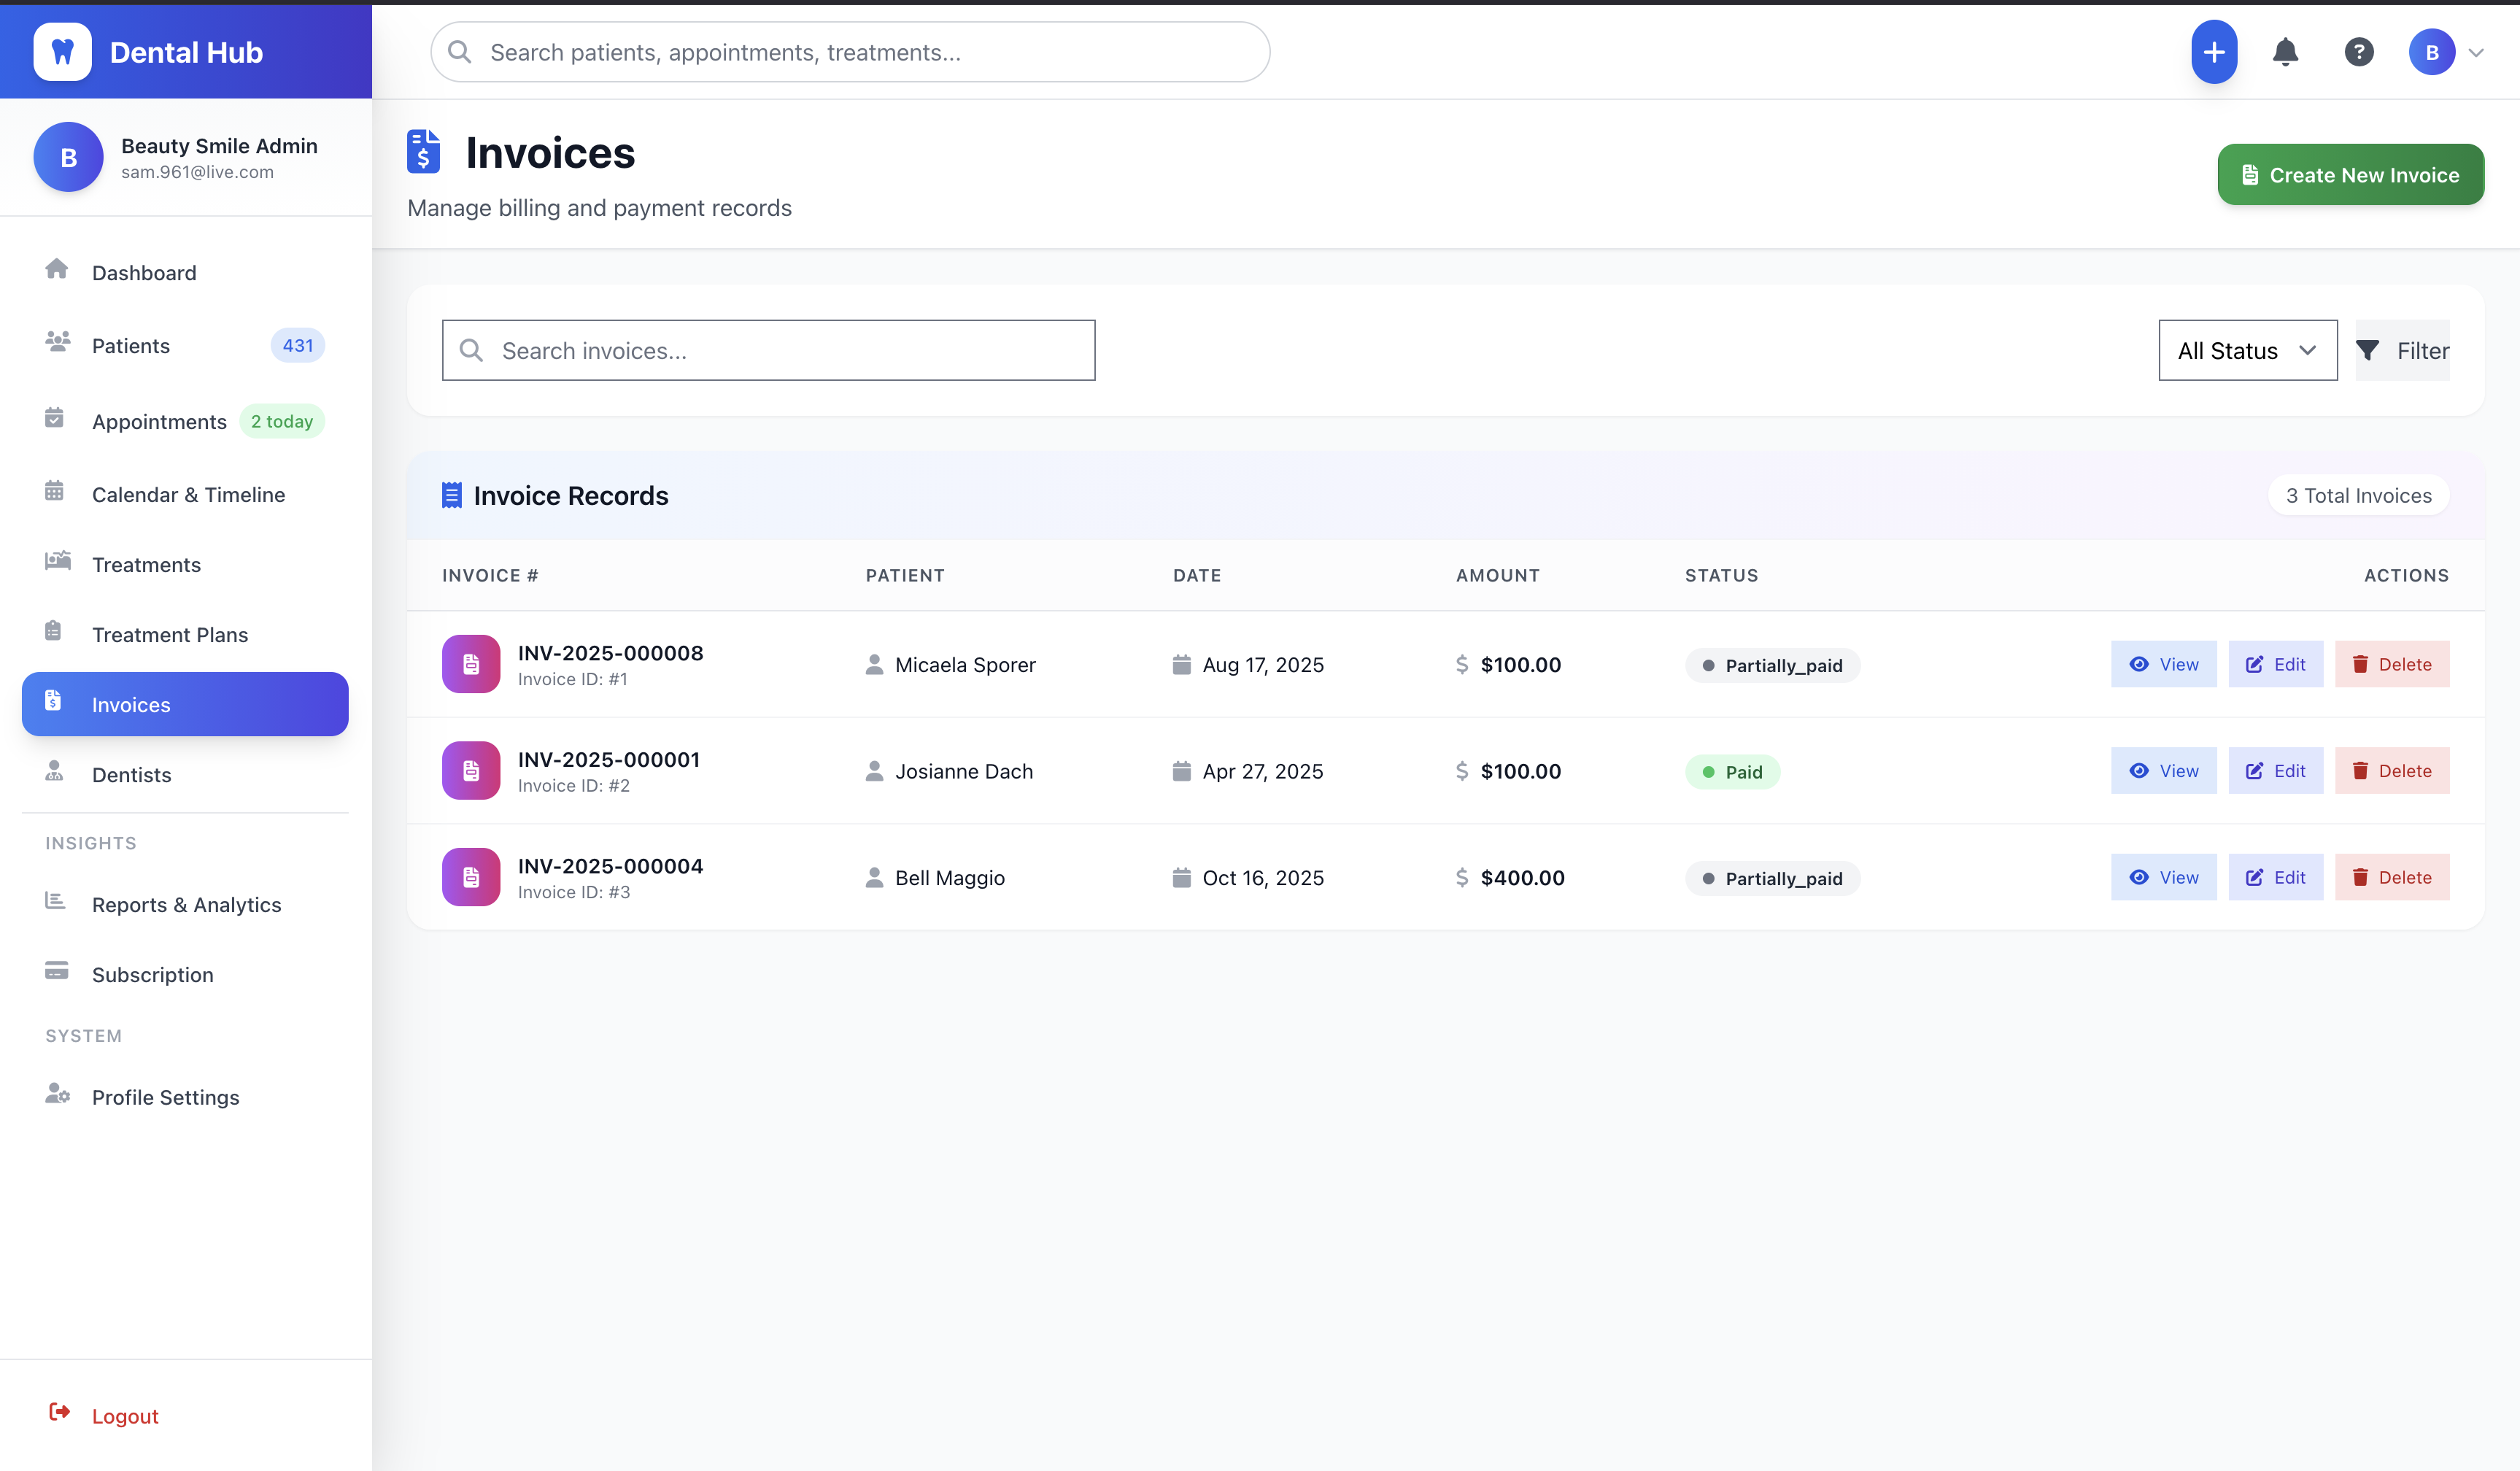 Dental Hub
Search patients, appointments, treatments...
B
B
Beauty Smile Admin
sam.961@live.com
Dashboard
Patients 431
Appointments 2 today
Calendar & Timeline
Treatments
Treatment Plans
Invoices
Dentists
INSIGHTS
Reports & Analytics
Subscription
SYSTEM
Profile Settings
Logout
Invoices
Manage billing and payment records
Create New Invoice
Search invoices...
All Status
Filter
Invoice Records
3 Total Invoices
INVOICE # PATIENT DATE AMOUNT STATUS ACTIONS
INV-2025-000008
Invoice ID: #1
Micaela Sporer Aug 17, 2025 $ $100.00 Partially_paid View Edit Delete
INV-2025-000001
Invoice ID: #2
Josianne Dach Apr 27, 2025 $ $100.00 Paid View Edit Delete
INV-2025-000004
Invoice ID: #3
Bell Maggio Oct 16, 2025 $ $400.00 Partially_paid View Edit Delete